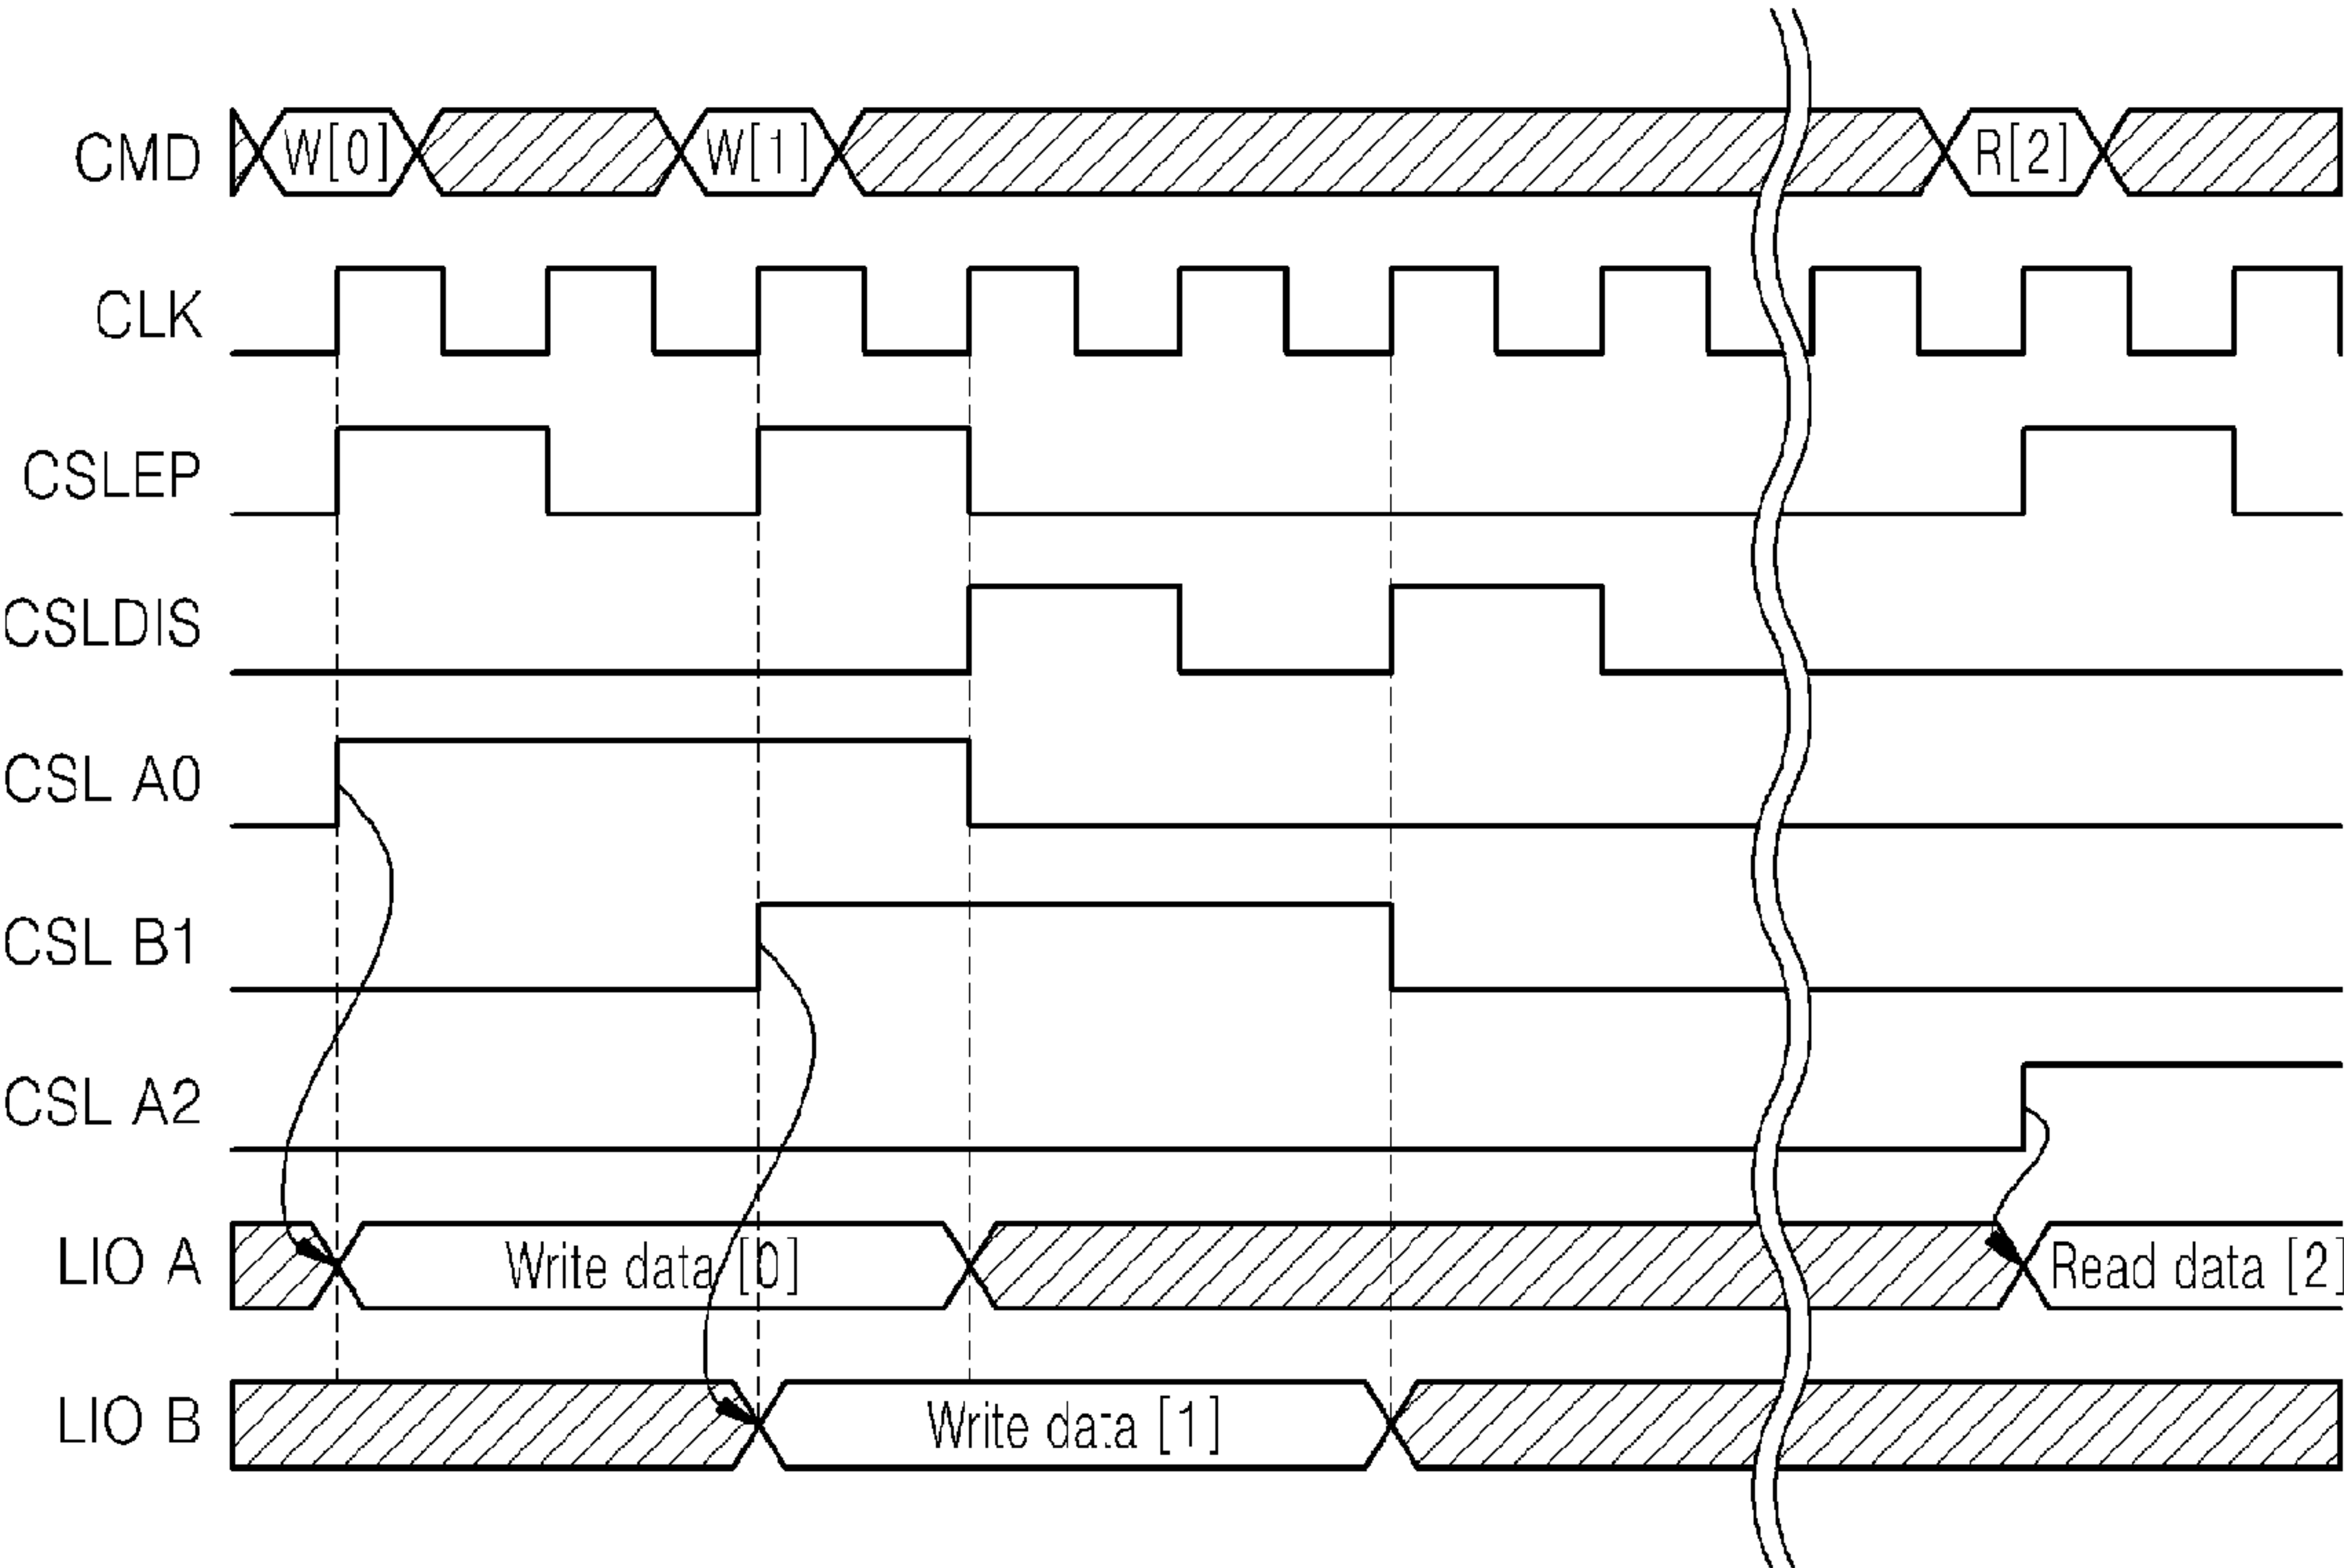 CMD W[0] W[1] R[2]
CLK
CSLEP
CSLDIS
CSL A0
CSL B1
CSL A2
LIO A Write data [0] Read data [2]
LIO B Write data [1]